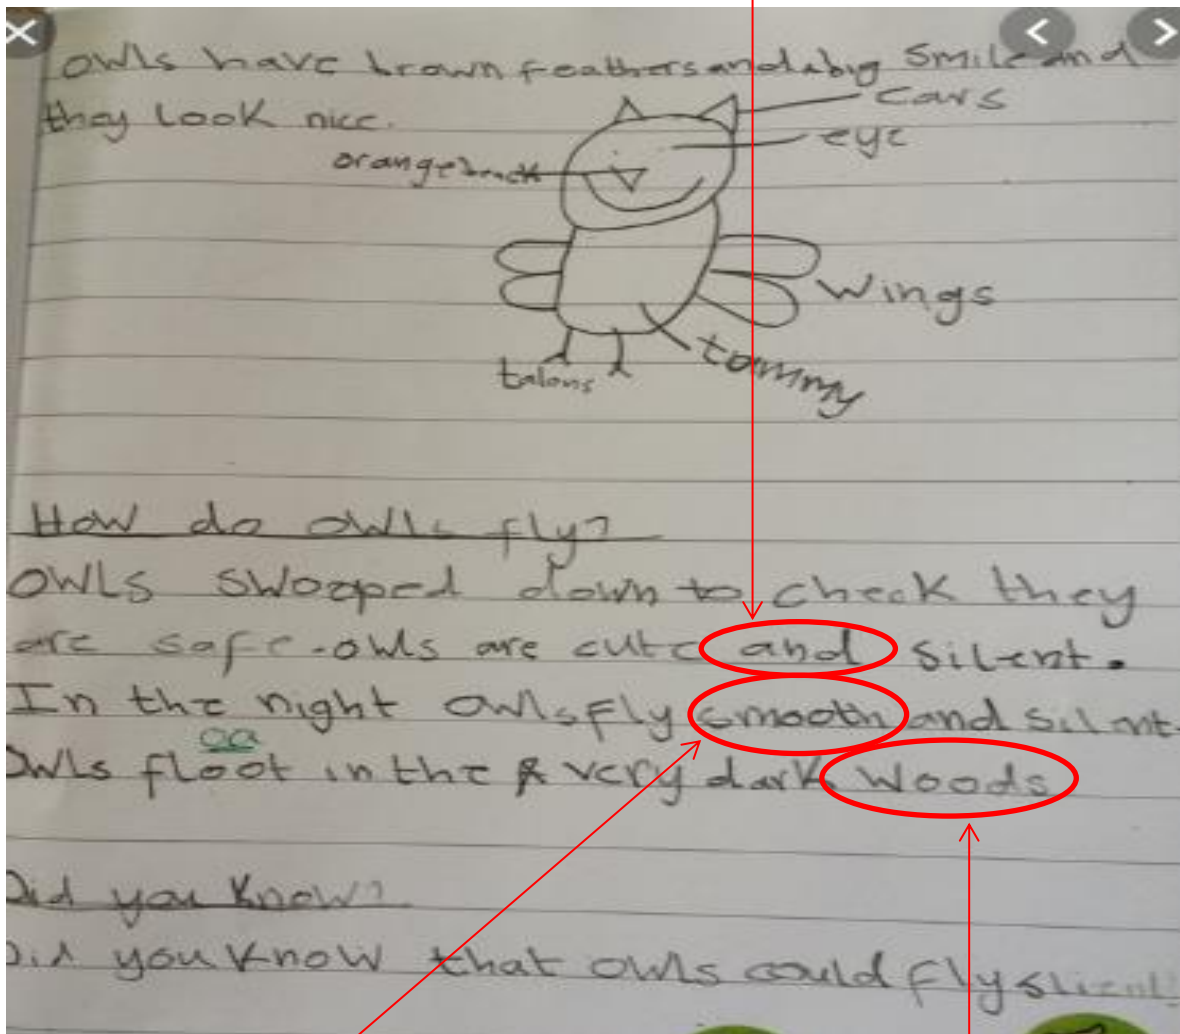 owls have brown feathers and a big Smile and
they Look nice.
ears
eye
orange
Wings
talons
tummy
How do owls fly?
OWLS swooped down to check they
are safe. owls are cute and silent.
In the night owls fly smooth and silent.
oa
Owls floot in the very dark Woods
Did you know?
Did you know that owls could fly